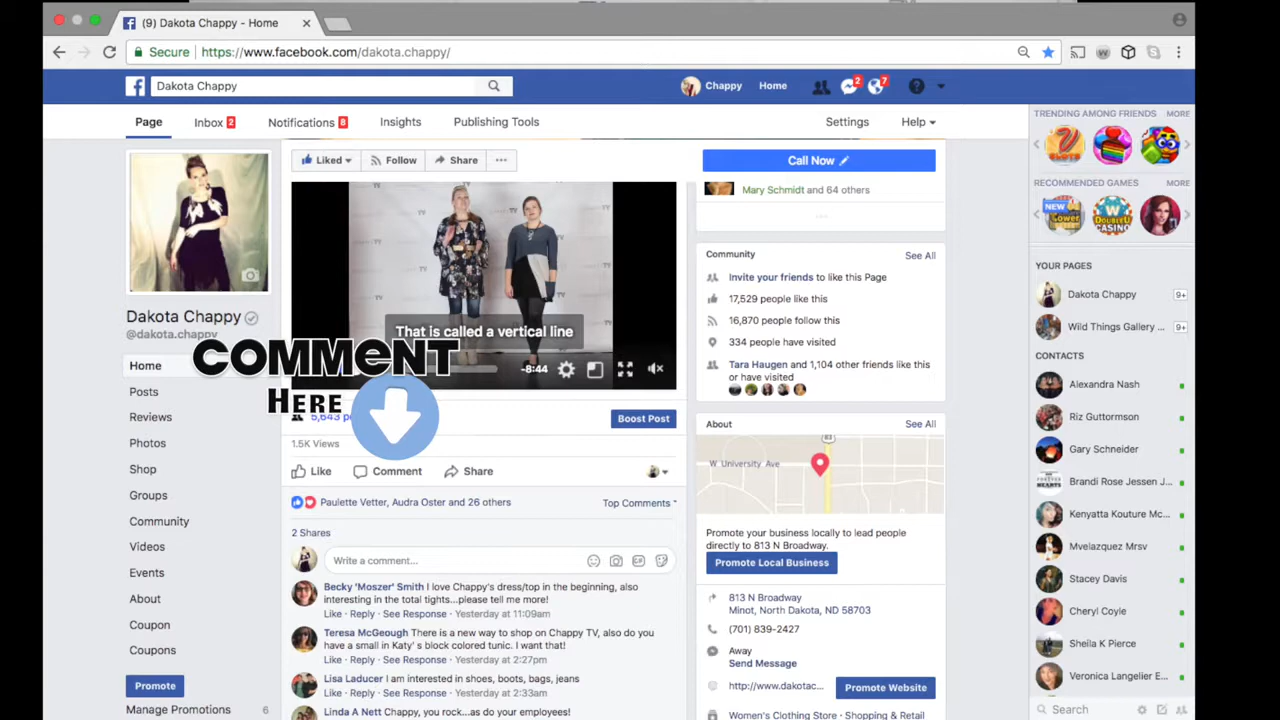 (9) Dakota Chappy - Home
Secure https://www.facebook.com/dakota.chappy/
Dakota Chappy
Chappy Home 2 7
Page Inbox 2 Notifications 8 Insights Publishing Tools Settings Help
Liked Follow Share Call Now
Dakota Chappy
@dakota.chappy
Home
Posts
Reviews
Photos
Shop
Groups
Community
Videos
Events
About
Coupon
Coupons
Promote
Manage Promotions 6
TV
That is called a vertical line
-8:44
COMMENT
HERE
5,643
Boost Post
1.5K Views
Like Comment Share
Paulette Vetter, Audra Oster and 26 others Top Comments
2 Shares
Write a comment...
GIF
Becky 'Moszer' Smith I love Chappy's dress/top in the beginning, also
interesting in the total tights...please tell me more!
Like · Reply · See Response · Yesterday at 11:09am
Teresa McGeough There is a new way to shop on Chappy TV, also do you
have a small in Katy' s block colored tunic. I want that!
Like · Reply · See Response · Yesterday at 2:27pm
Lisa Laducer I am interested in shoes, boots, bags, jeans
Like · Reply · See Response · Yesterday at 2:33am
Linda A Nett Chappy, you rock...as do your employees!
Mary Schmidt and 64 others
Community See All
Invite your friends to like this Page
17,529 people like this
16,870 people follow this
334 people have visited
Tara Haugen and 1,104 other friends like this
or have visited
About See All
83
W University Ave
Promote your business locally to lead people
directly to 813 N Broadway.
Promote Local Business
813 N Broadway
Minot, North Dakota, ND 58703
(701) 839-2427
Away
Send Message
http://www.dakotac...
Promote Website
Women's Clothing Store · Shopping & Retail
TRENDING AMONG FRIENDS MORE
RECOMMENDED GAMES MORE
NEW
YOUR PAGES
Dakota Chappy 9+
Wild Things Gallery ... 9+
CONTACTS
Alexandra Nash
Riz Guttormson
Gary Schneider
Brandi Rose Jessen J...
Kenyatta Kouture Mc...
Mvelazquez Mrsv
Stacey Davis
Cheryl Coyle
Sheila K Pierce
Veronica Langelier E...
Search